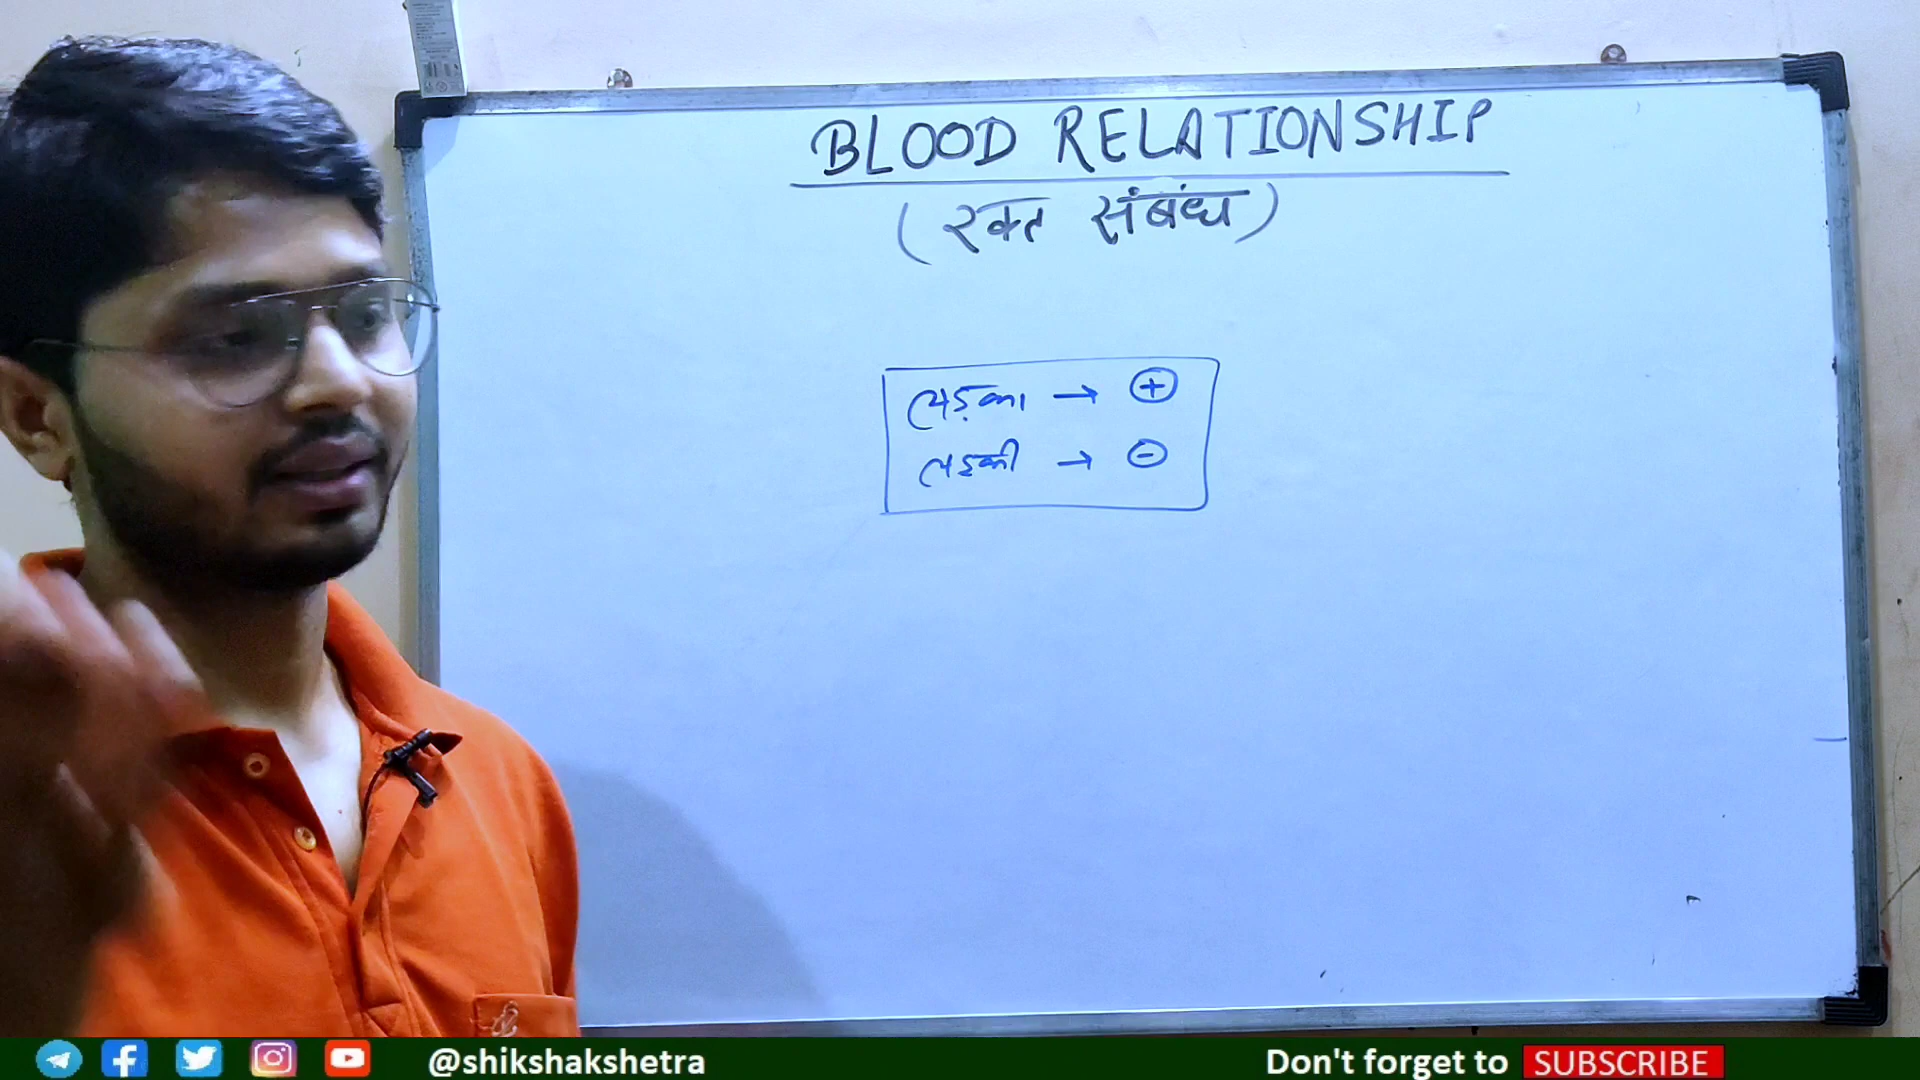 BLOOD RELATIONSHIP
(रक्त संबंध)
लड़का → +
लड़की → -
@shikshakshetra
Don't forget to SUBSCRIBE